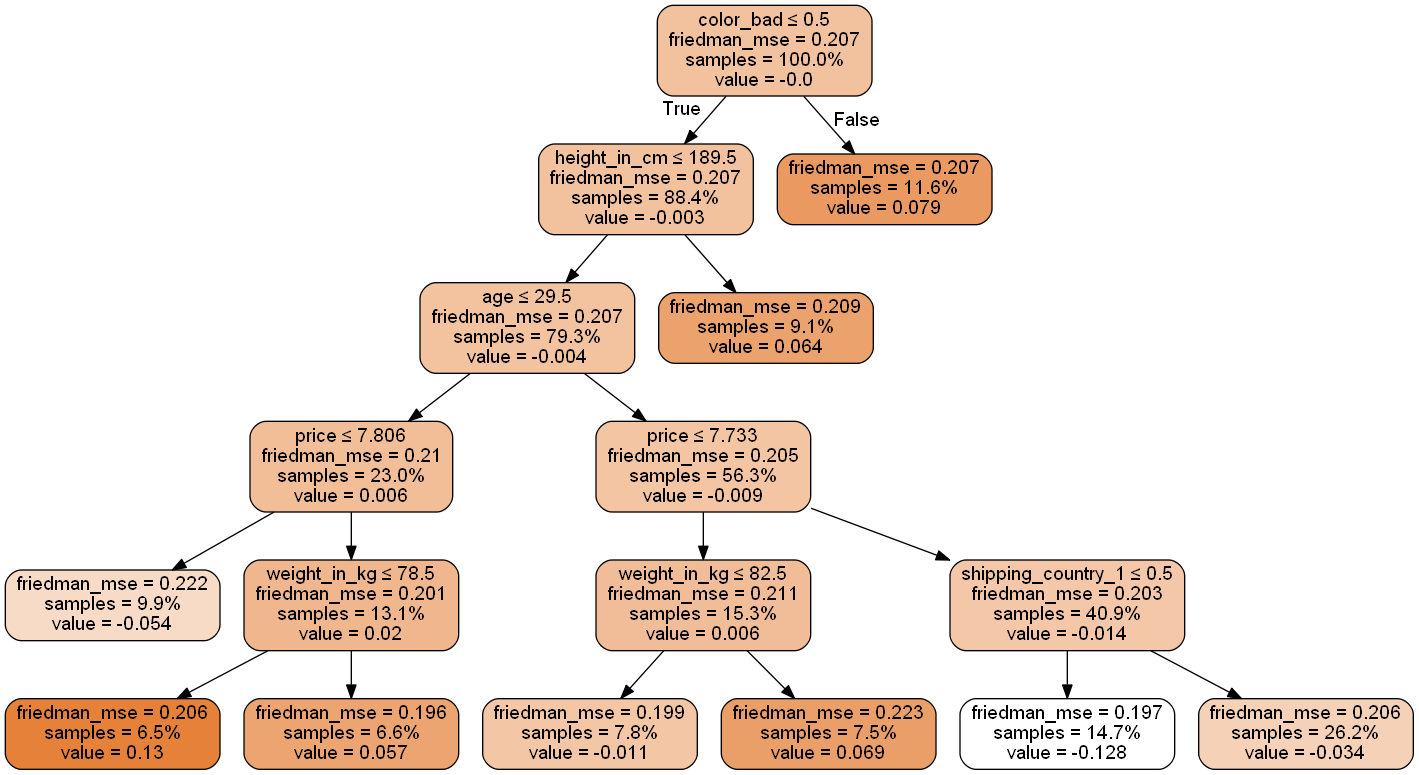 color_bad ≤ 0.5
friedman_mse = 0.207
samples = 100.0%
value = -0.0
True
False
height_in_cm ≤ 189.5
friedman_mse = 0.207
samples = 88.4%
value = -0.003
friedman_mse = 0.207
samples = 11.6%
value = 0.079
age ≤ 29.5
friedman_mse = 0.207
samples = 79.3%
value = -0.004
friedman_mse = 0.209
samples = 9.1%
value = 0.064
price ≤ 7.806
friedman_mse = 0.21
samples = 23.0%
value = 0.006
price ≤ 7.733
friedman_mse = 0.205
samples = 56.3%
value = -0.009
friedman_mse = 0.222
samples = 9.9%
value = -0.054
weight_in_kg ≤ 78.5
friedman_mse = 0.201
samples = 13.1%
value = 0.02
weight_in_kg ≤ 82.5
friedman_mse = 0.211
samples = 15.3%
value = 0.006
shipping_country_1 ≤ 0.5
friedman_mse = 0.203
samples = 40.9%
value = -0.014
friedman_mse = 0.206
samples = 6.5%
value = 0.13
friedman_mse = 0.196
samples = 6.6%
value = 0.057
friedman_mse = 0.199
samples = 7.8%
value = -0.011
friedman_mse = 0.223
samples = 7.5%
value = 0.069
friedman_mse = 0.197
samples = 14.7%
value = -0.128
friedman_mse = 0.206
samples = 26.2%
value = -0.034